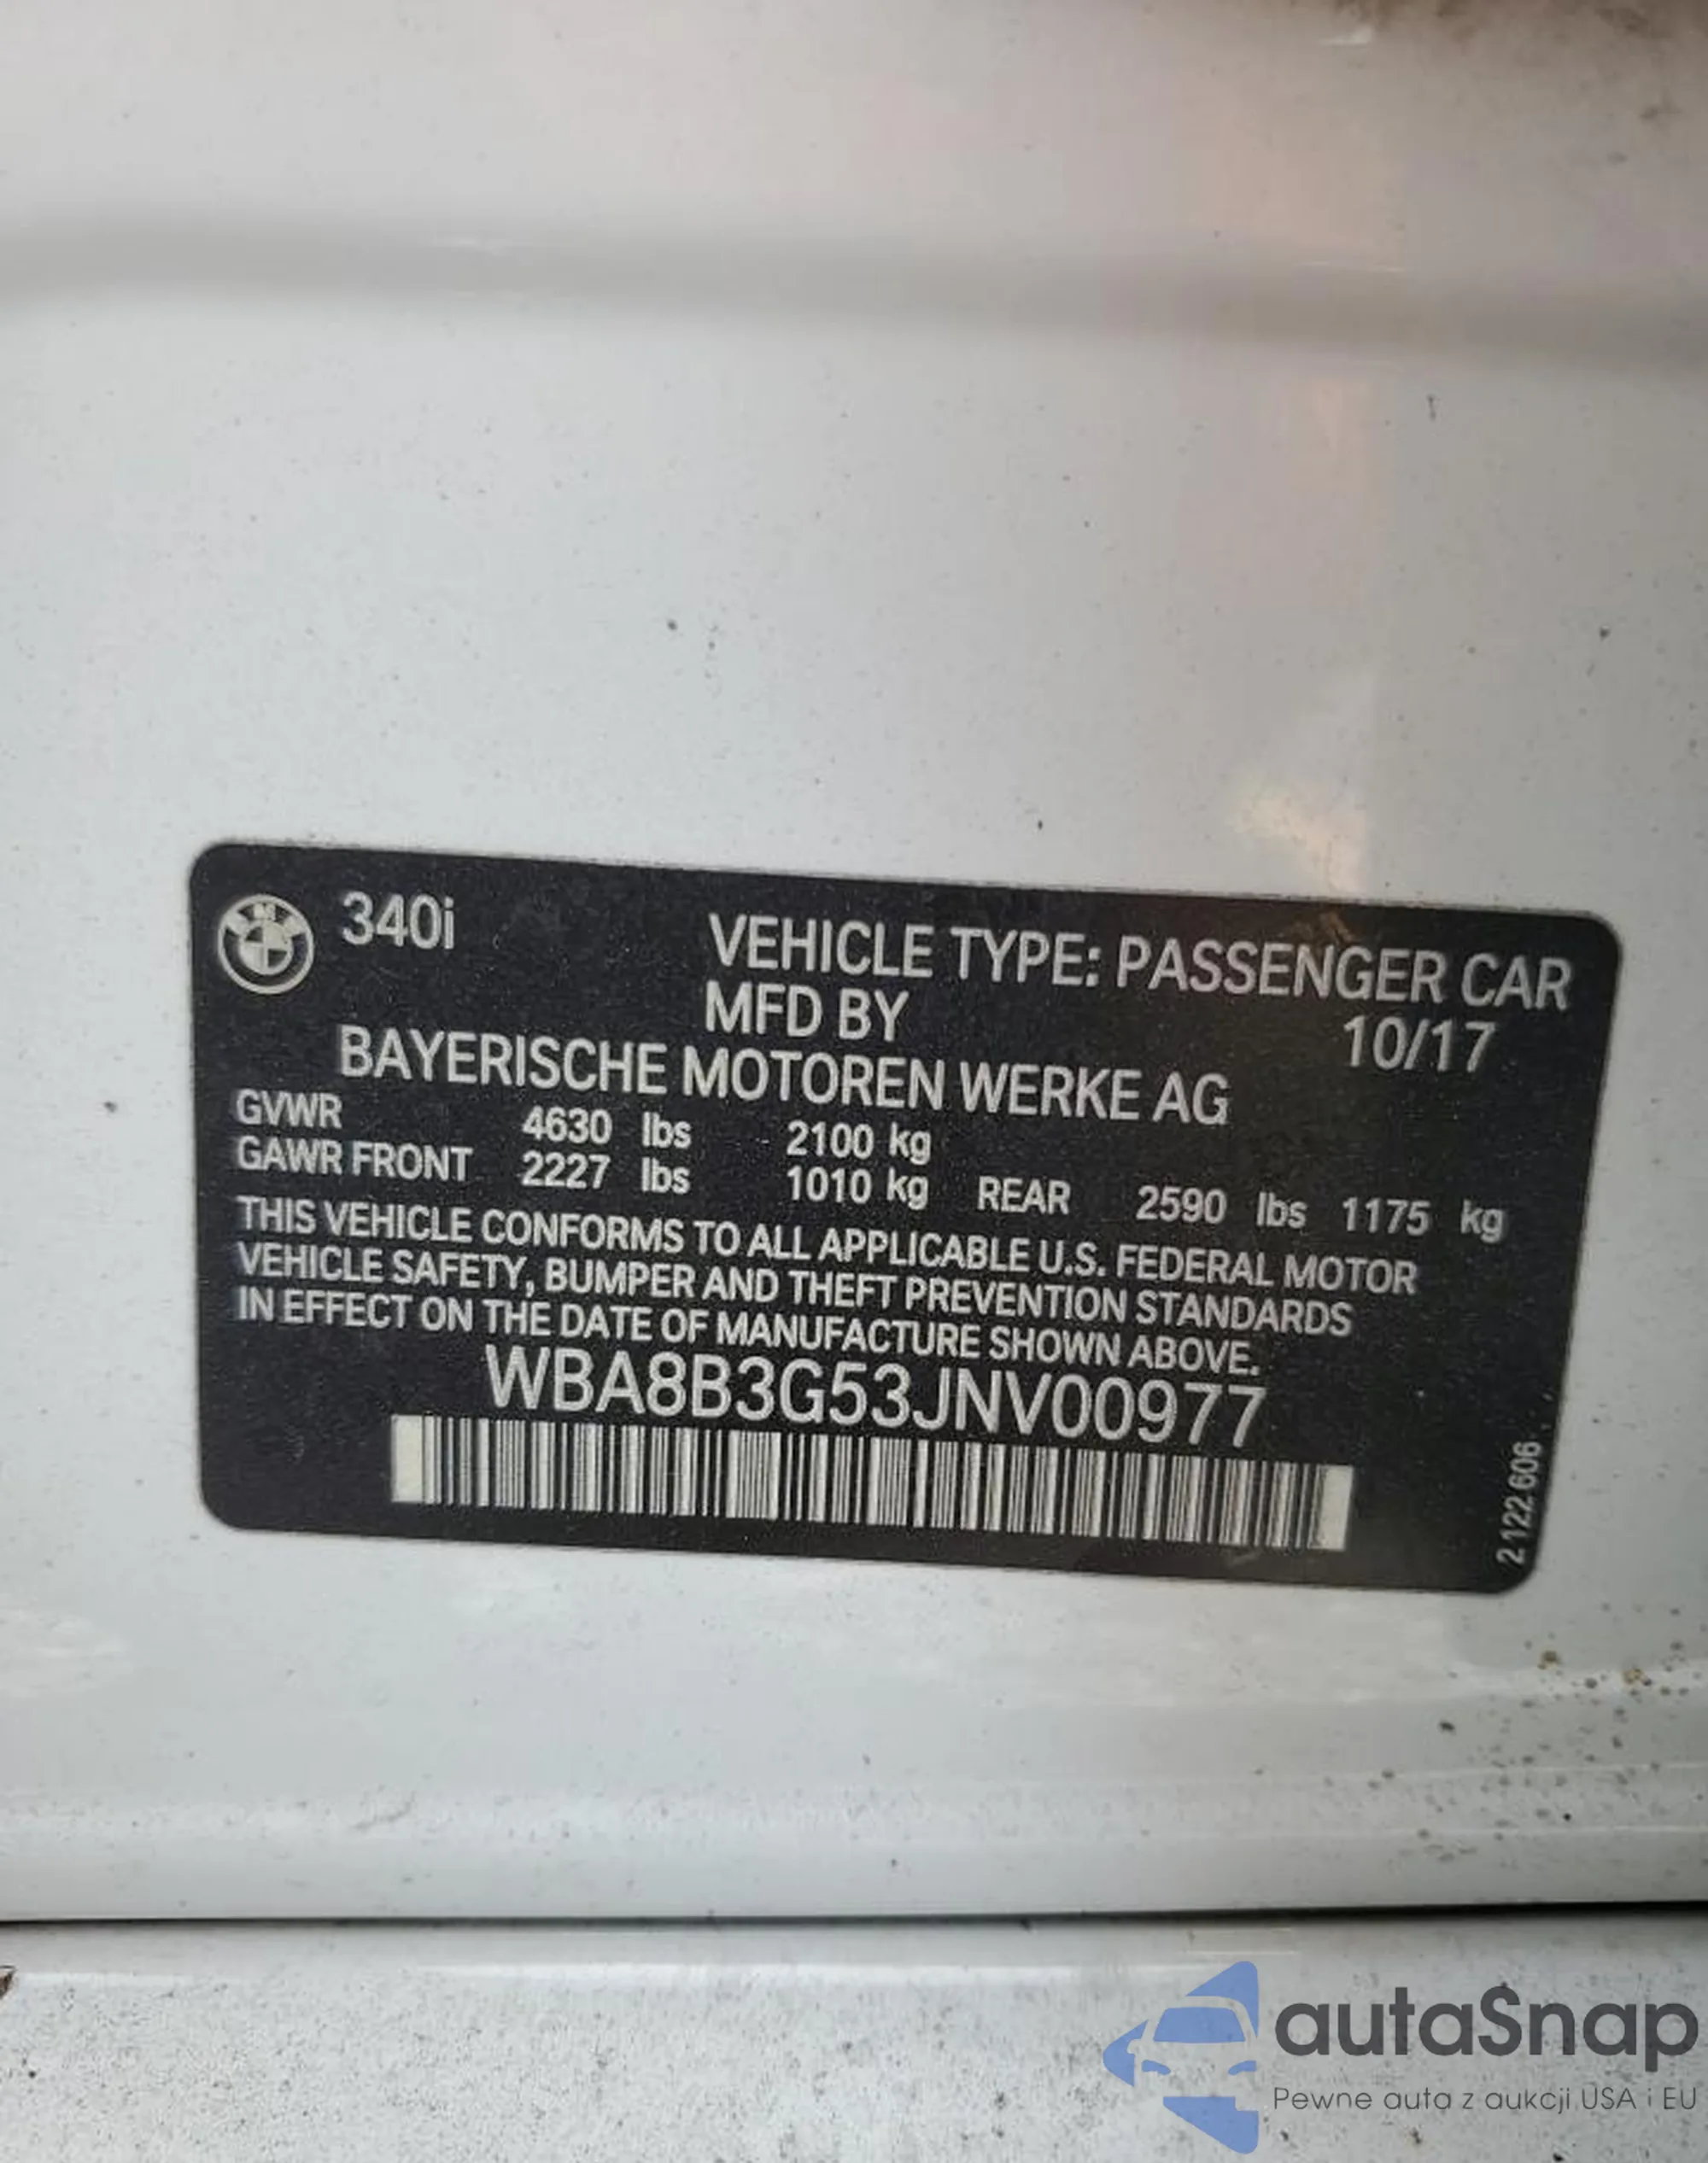 340i
VEHICLE TYPE: PASSENGER CAR
MFD BY 10/17
BAYERISCHE MOTOREN WERKE AG
GVWR 4630 lbs 2100 kg
GAWR FRONT 2227 lbs 1010 kg REAR 2590 lbs 1175 kg
THIS VEHICLE CONFORMS TO ALL APPLICABLE U.S. FEDERAL MOTOR
VEHICLE SAFETY, BUMPER AND THEFT PREVENTION STANDARDS
IN EFFECT ON THE DATE OF MANUFACTURE SHOWN ABOVE.
WBA8B3G53JNV00977
2 122 606
autaSnap
Pewne auta z aukcji USA i EU